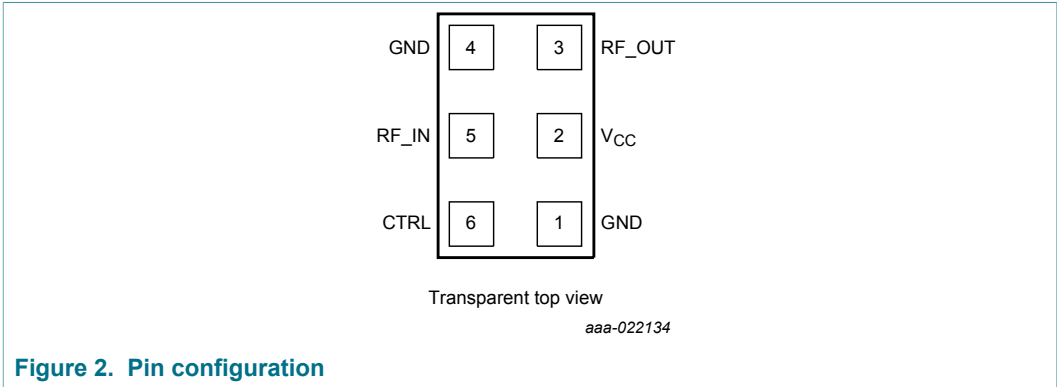 GND 4 3 RF_OUT
RF_IN 5 2 VCC
CTRL 6 1 GND
Transparent top view
aaa-022134
Figure 2. Pin configuration